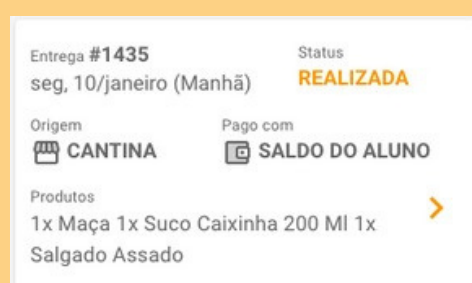 Entrega #1435
Status
seg, 10/janeiro (Manhã)
REALIZADA
Origem
Pago com
CANTINA
SALDO DO ALUNO
Produtos
1x Maça 1x Suco Caixinha 200 Ml 1x
Salgado Assado